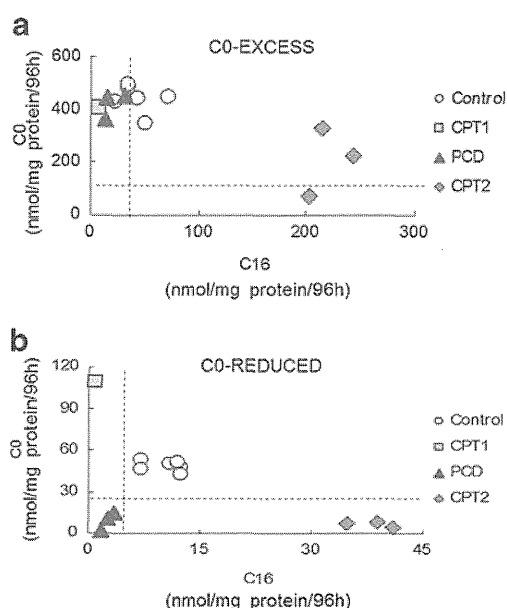 a
C0-EXCESS
600
400
200
0
C0
(nmol/mg protein/96h)
0 100 200 300
C16
(nmol/mg protein/96h)
Control
CPT1
PCD
CPT2
b
C0-REDUCED
120
90
60
30
0
C0
(nmol/mg protein/96h)
0 15 30 45
C16
(nmol/mg protein/96h)
Control
CPT1
PCD
CPT2